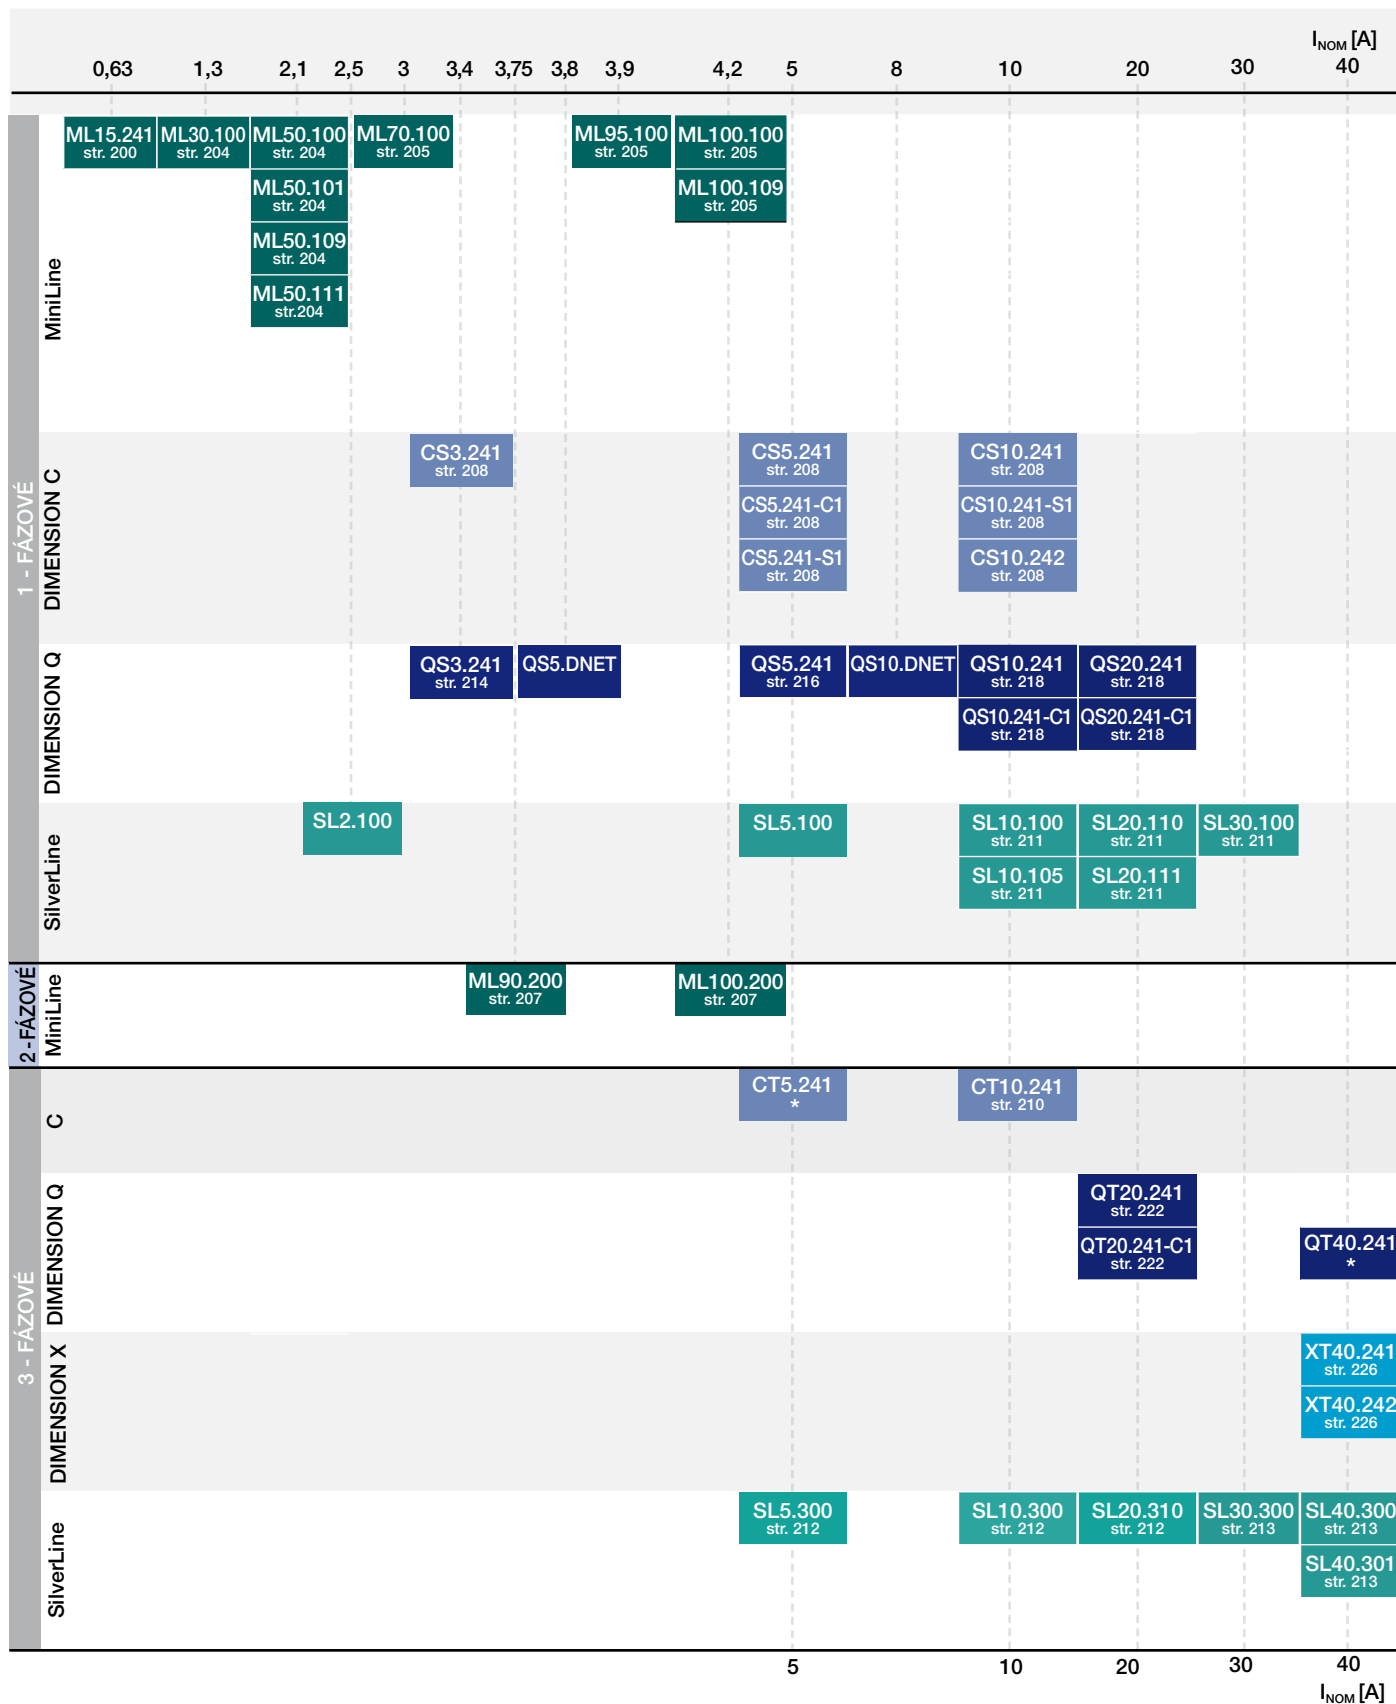 I_NOM [A]
0,63 1,3 2,1 2,5 3 3,4 3,75 3,8 3,9 4,2 5 8 10 20 30 40
1 - FÁZOVÉ
MiniLine
ML15.241 ML30.100 ML50.100 ML70.100 ML95.100 ML100.100
str. 200 str. 204 str. 204 str. 205 str. 205 str. 205
ML50.101 ML100.109
str. 204 str. 205
ML50.109
str. 204
ML50.111
str.204
DIMENSION C
CS3.241 CS5.241 CS10.241
str. 208 str. 208 str. 208
CS5.241-C1 CS10.241-S1
str. 208 str. 208
CS5.241-S1 CS10.242
str. 208 str. 208
DIMENSION Q
QS3.241 QS5.DNET QS5.241 QS10.DNET QS10.241 QS20.241
str. 214 str. 216 str. 218 str. 218
QS10.241-C1 QS20.241-C1
str. 218 str. 218
SilverLine
SL2.100 SL5.100 SL10.100 SL20.110 SL30.100
str. 211 str. 211 str. 211
SL10.105 SL20.111
str. 211 str. 211
2-FÁZOVÉ
MiniLine
ML90.200 ML100.200
str. 207 str. 207
3 - FÁZOVÉ
C
CT5.241 CT10.241
* str. 210
DIMENSION Q
QT20.241
str. 222
QT20.241-C1 QT40.241
str. 222 *
DIMENSION X
XT40.241
str. 226
XT40.242
str. 226
SilverLine
SL5.300 SL10.300 SL20.310 SL30.300 SL40.300
str. 212 str. 212 str. 212 str. 213 str. 213
SL40.301
str. 213
5 10 20 30 40
I_NOM [A]